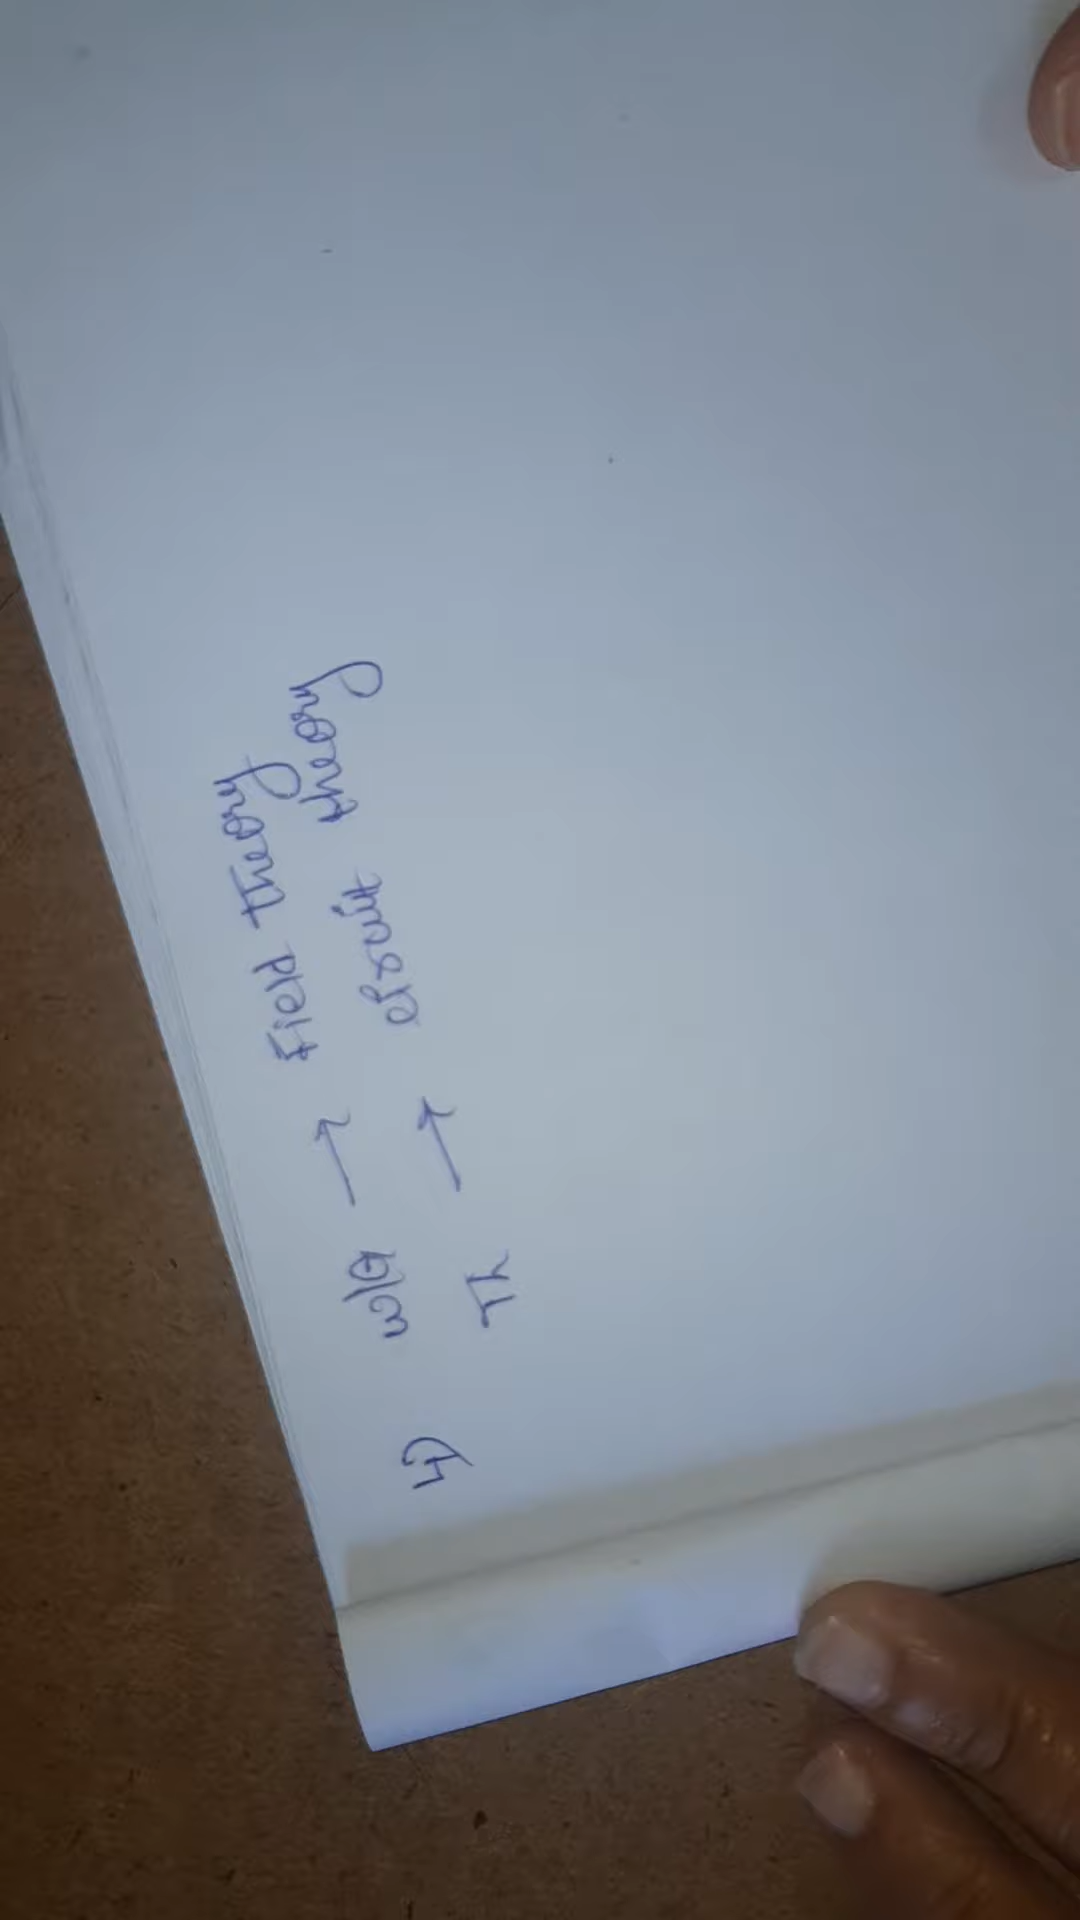 4) w/G → Field Theory
TL → circuit theory